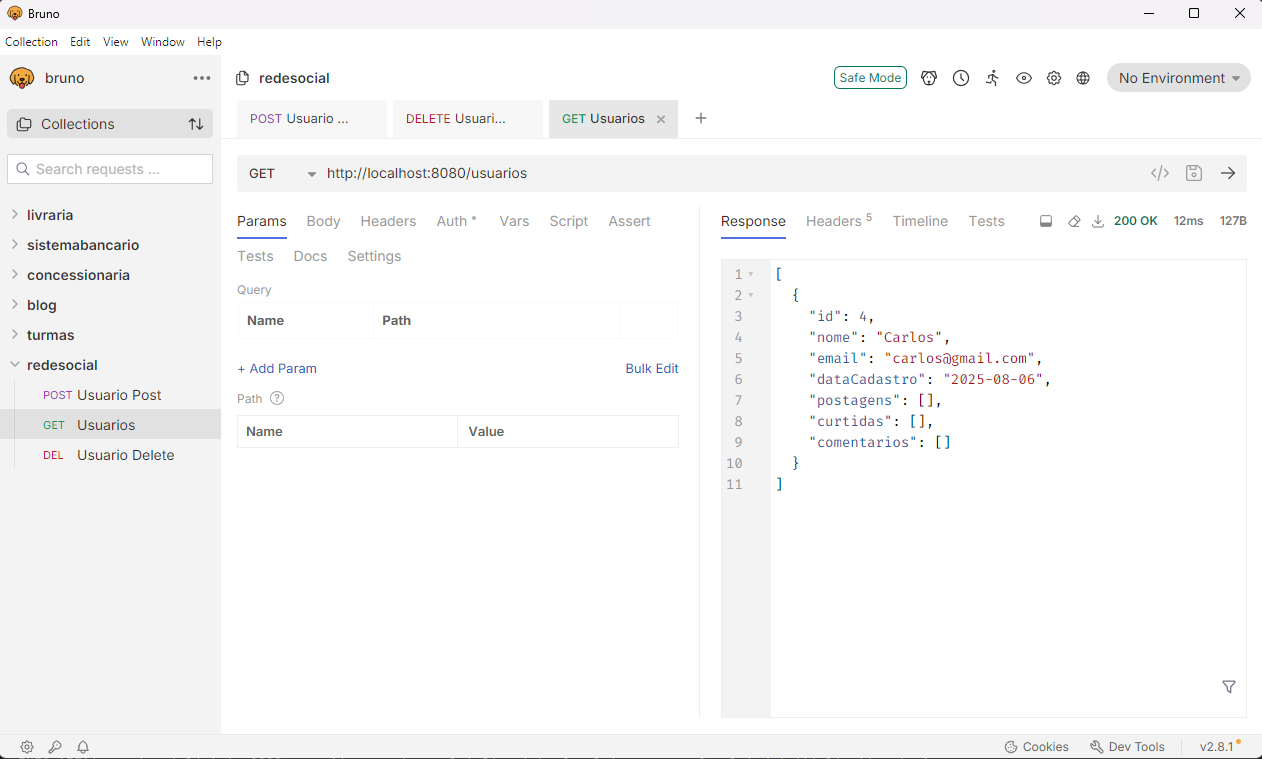 Bruno
Collection Edit View Window Help
bruno
redesocial
Safe Mode
No Environment
Collections
POST Usuario ...
DELETE Usuari...
GET Usuarios
Search requests ...
GET
http://localhost:8080/usuarios
livraria
sistemabancario
concessionaria
blog
turmas
redesocial
POST Usuario Post
GET Usuarios
DEL Usuario Delete
Params Body Headers Auth * Vars Script Assert
Tests Docs Settings
Query
Name Path
+ Add Param Bulk Edit
Path ?
Name Value
Response Headers 5 Timeline Tests 200 OK 12ms 127B
1 [
2 {
3 "id": 4,
4 "nome": "Carlos",
5 "email": "carlos@gmail.com",
6 "dataCadastro": "2025-08-06",
7 "postagens": [],
8 "curtidas": [],
9 "comentarios": []
10 }
11 ]
Cookies Dev Tools v2.8.1